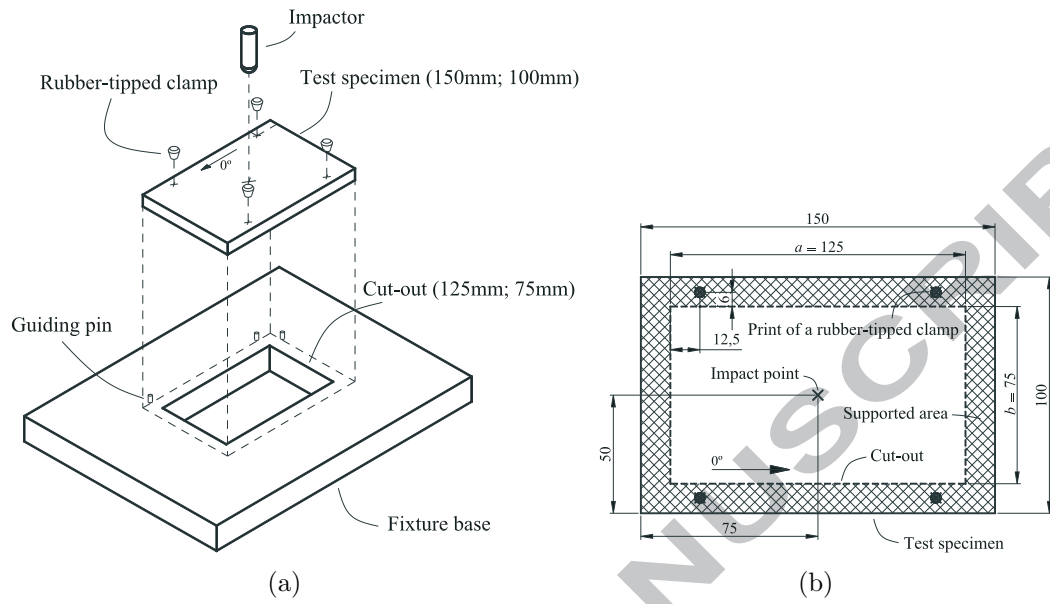 Impactor
Rubber-tipped clamp
Test specimen (150mm; 100mm)
0º
Cut-out (125mm; 75mm)
Guiding pin
Fixture base
(a)
150
a = 125
6
Print of a rubber-tipped clamp
12,5
Impact point
b = 75
100
Supported area
50
0º
Cut-out
75
Test specimen
(b)
NUSCRIP